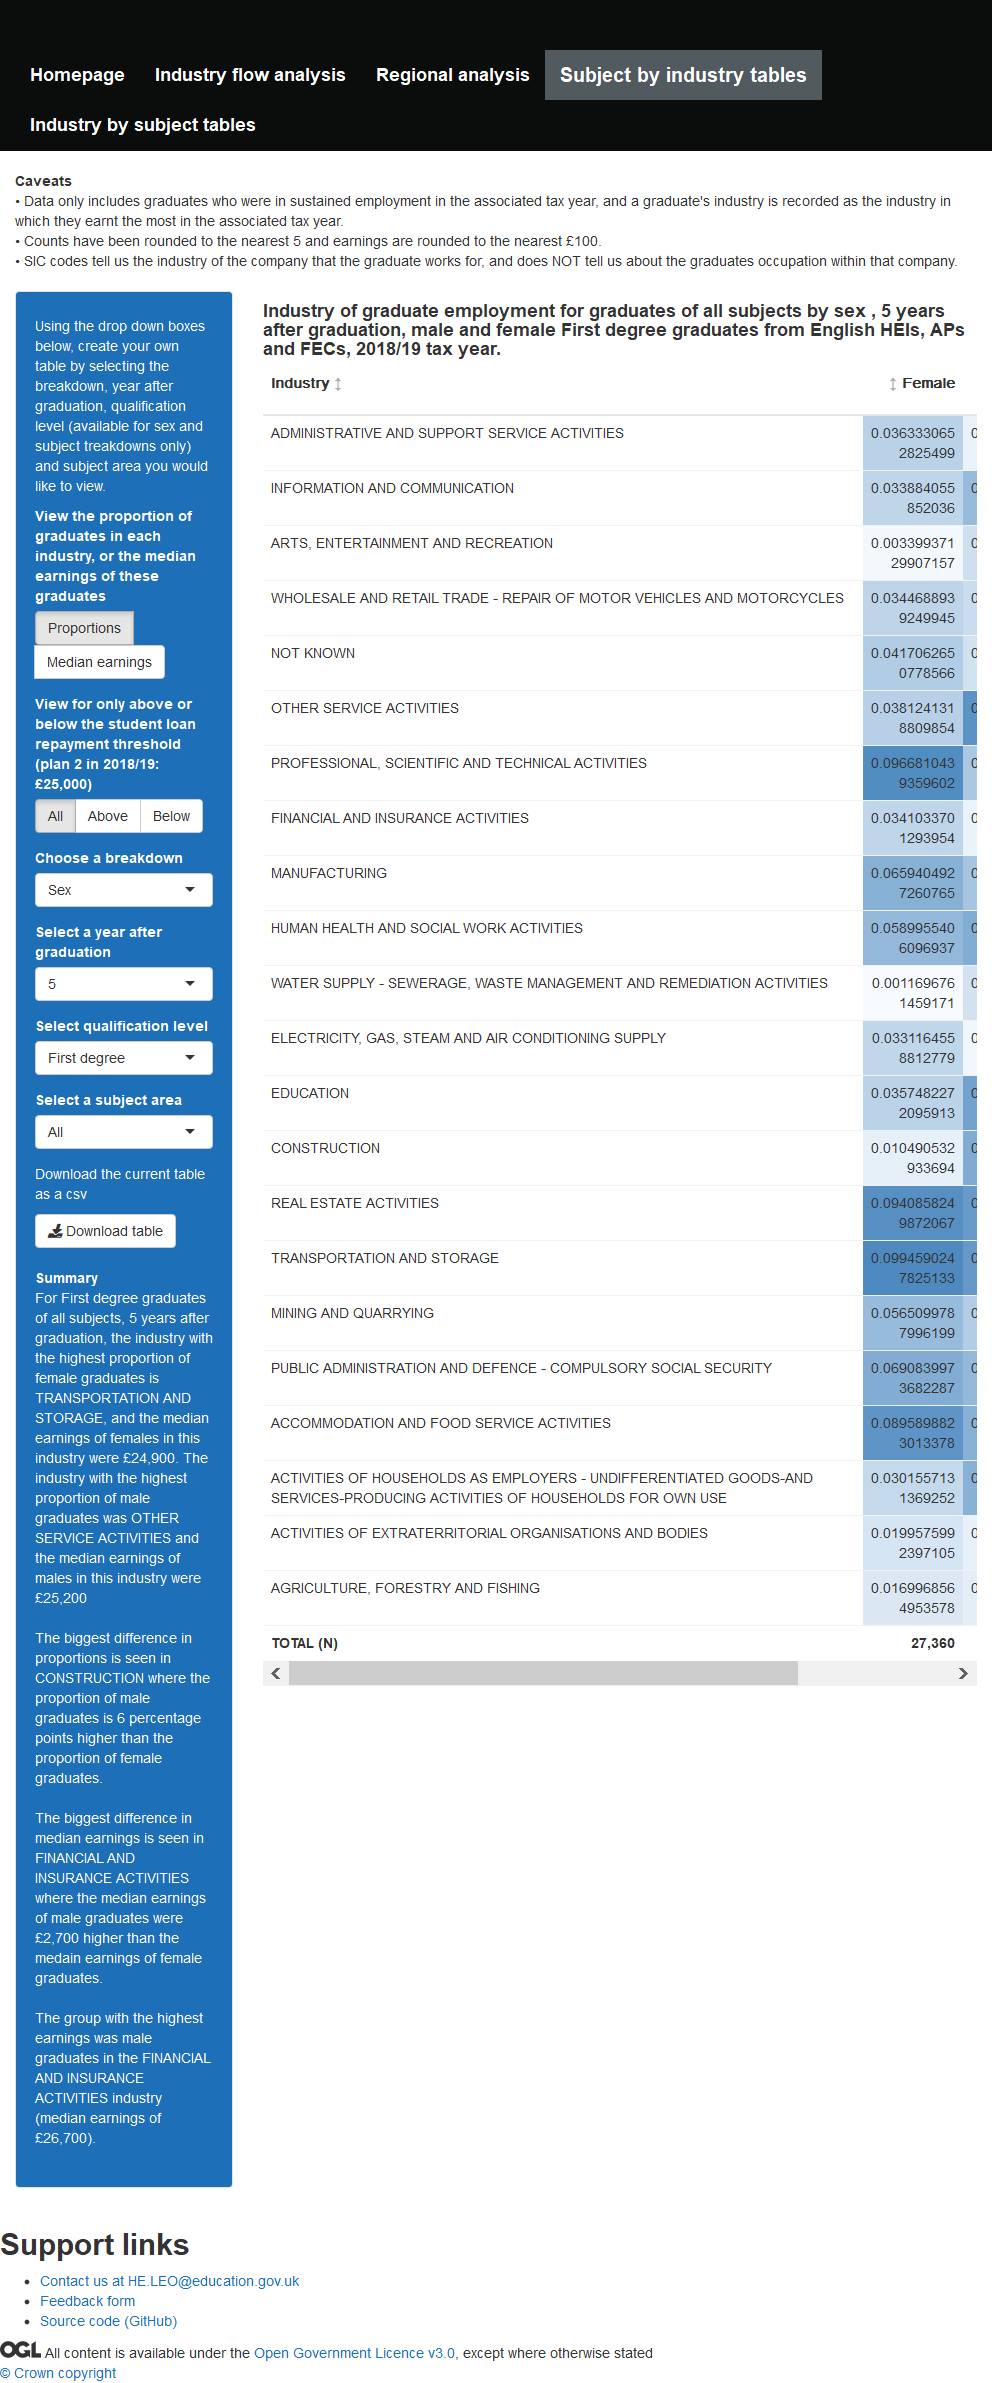 Homepage Industry flow analysis Regional analysis Subject by industry tables
Industry by subject tables
Caveats
• Data only includes graduates who were in sustained employment in the associated tax year, and a graduate's industry is recorded as the industry in
which they earnt the most in the associated tax year.
• Counts have been rounded to the nearest 5 and earnings are rounded to the nearest £100.
• SIC codes tell us the industry of the company that the graduate works for, and does NOT tell us about the graduates occupation within that company.
Using the drop down boxes
below, create your own
table by selecting the
breakdown, year after
graduation, qualification
level (available for sex and
subject treakdowns only)
and subject area you would
like to view.
View the proportion of
graduates in each
industry, or the median
earnings of these
graduates
Proportions
Median earnings
View for only above or
below the student loan
repayment threshold
(plan 2 in 2018/19:
£25,000)
All Above Below
Choose a breakdown
Sex
Select a year after
graduation
5
Select qualification level
First degree
Select a subject area
All
Download the current table
as a csv
Download table
Summary
For First degree graduates
of all subjects, 5 years after
graduation, the industry with
the highest proportion of
female graduates is
TRANSPORTATION AND
STORAGE, and the median
earnings of females in this
industry were £24,900. The
industry with the highest
proportion of male
graduates was OTHER
SERVICE ACTIVITIES and
the median earnings of
males in this industry were
£25,200
The biggest difference in
proportions is seen in
CONSTRUCTION where the
proportion of male
graduates is 6 percentage
points higher than the
proportion of female
graduates.
The biggest difference in
median earnings is seen in
FINANCIAL AND
INSURANCE ACTIVITIES
where the median earnings
of male graduates were
£2,700 higher than the
medain earnings of female
graduates.
The group with the highest
earnings was male
graduates in the FINANCIAL
AND INSURANCE
ACTIVITIES industry
(median earnings of
£26,700).
Industry of graduate employment for graduates of all subjects by sex , 5 years
after graduation, male and female First degree graduates from English HEIs, APs
and FECs, 2018/19 tax year.
Industry Female
ADMINISTRATIVE AND SUPPORT SERVICE ACTIVITIES 0.036333065 0
2825499
INFORMATION AND COMMUNICATION 0.033884055 0
852036
ARTS, ENTERTAINMENT AND RECREATION 0.003399371 0
29907157
WHOLESALE AND RETAIL TRADE - REPAIR OF MOTOR VEHICLES AND MOTORCYCLES 0.034468893 0
9249945
NOT KNOWN 0.041706265 0
0778566
OTHER SERVICE ACTIVITIES 0.038124131 0
8809854
PROFESSIONAL, SCIENTIFIC AND TECHNICAL ACTIVITIES 0.096681043 0
9359602
FINANCIAL AND INSURANCE ACTIVITIES 0.034103370 0
1293954
MANUFACTURING 0.065940492 0
7260765
HUMAN HEALTH AND SOCIAL WORK ACTIVITIES 0.058995540 0
6096937
WATER SUPPLY - SEWERAGE, WASTE MANAGEMENT AND REMEDIATION ACTIVITIES 0.001169676 0
1459171
ELECTRICITY, GAS, STEAM AND AIR CONDITIONING SUPPLY 0.033116455 0
8812779
EDUCATION 0.035748227 0
2095913
CONSTRUCTION 0.010490532 0
933694
REAL ESTATE ACTIVITIES 0.094085824 0
9872067
TRANSPORTATION AND STORAGE 0.099459024 0
7825133
MINING AND QUARRYING 0.056509978 0
7996199
PUBLIC ADMINISTRATION AND DEFENCE - COMPULSORY SOCIAL SECURITY 0.069083997 0
3682287
ACCOMMODATION AND FOOD SERVICE ACTIVITIES 0.089589882 0
3013378
ACTIVITIES OF HOUSEHOLDS AS EMPLOYERS - UNDIFFERENTIATED GOODS-AND 0.030155713 0
SERVICES-PRODUCING ACTIVITIES OF HOUSEHOLDS FOR OWN USE 1369252
ACTIVITIES OF EXTRATERRITORIAL ORGANISATIONS AND BODIES 0.019957599 0
2397105
AGRICULTURE, FORESTRY AND FISHING 0.016996856 0
4953578
TOTAL (N) 27,360
Support links
• Contact us at HE.LEO@education.gov.uk
• Feedback form
• Source code (GitHub)
OGL All content is available under the Open Government Licence v3.0, except where otherwise stated
© Crown copyright